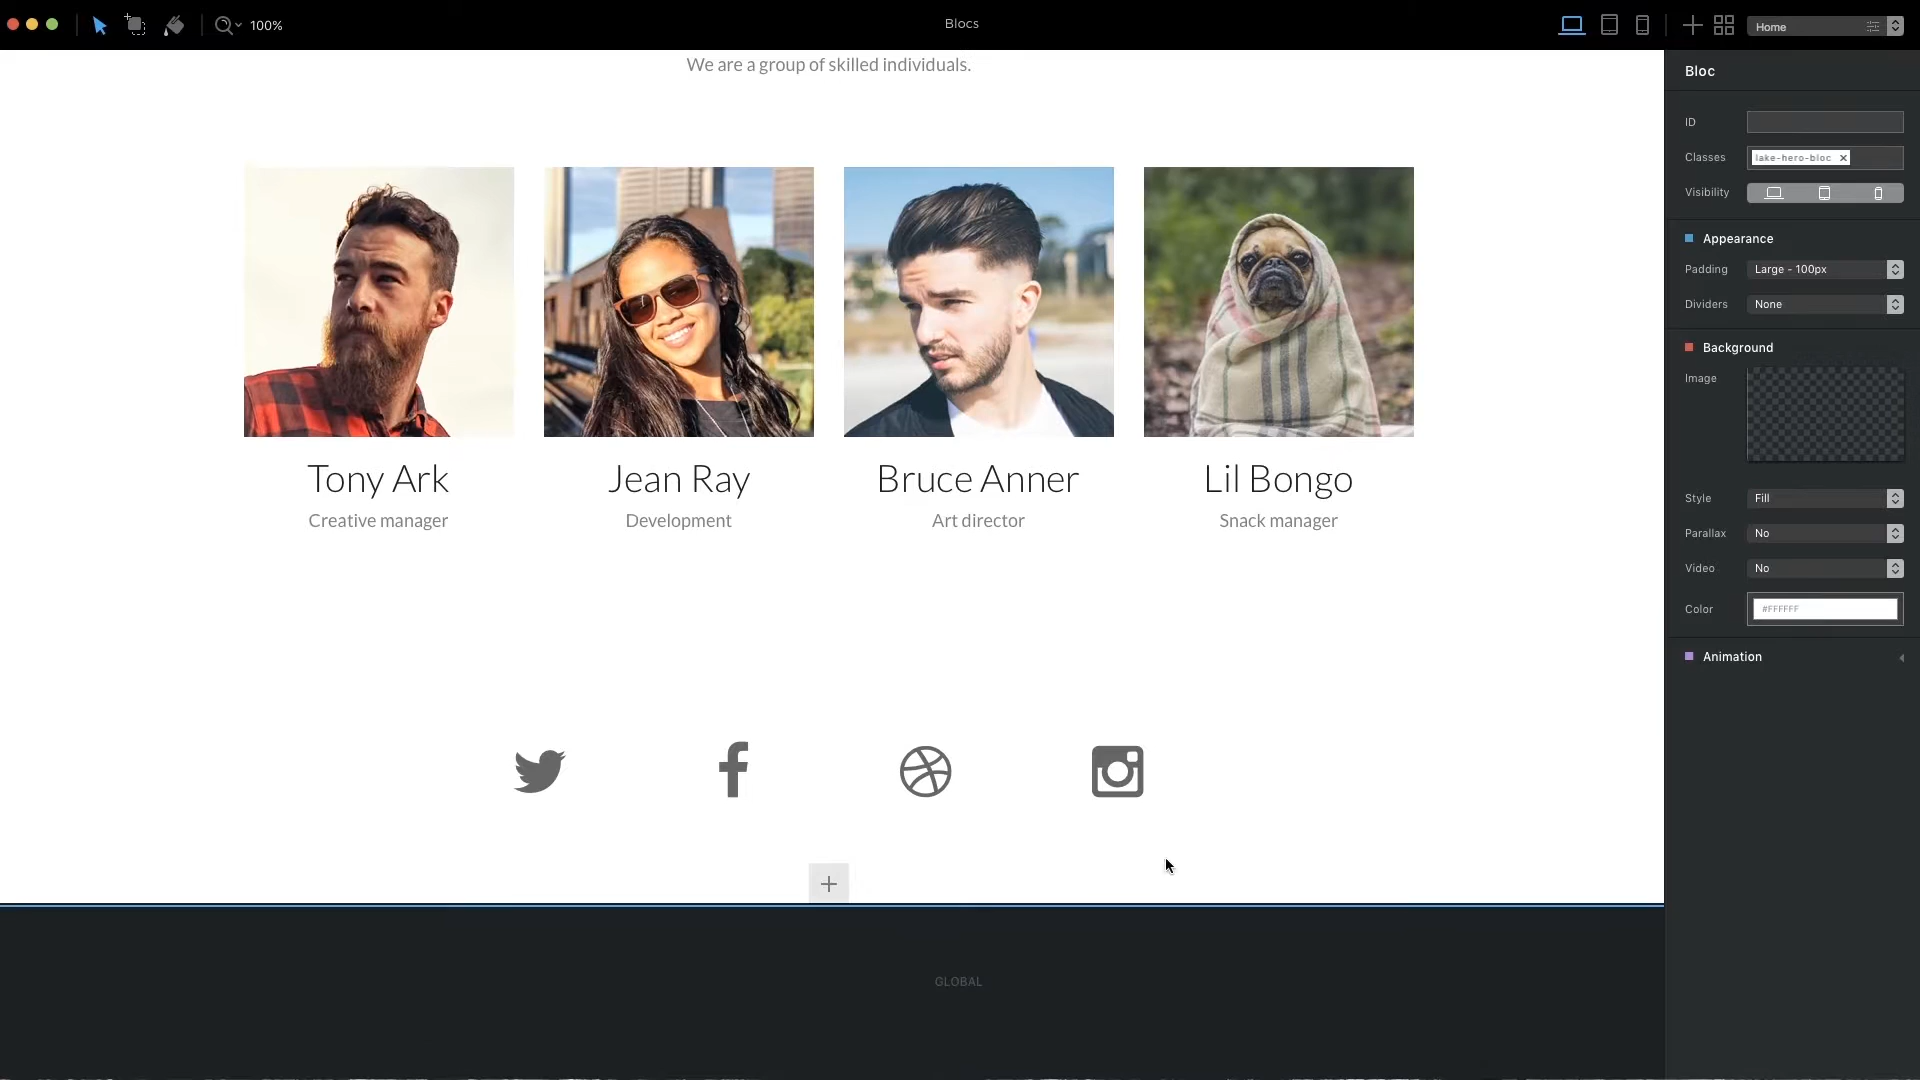 100%
Blocs
Home
We are a group of skilled individuals.
Tony Ark
Creative manager
Jean Ray
Development
Bruce Anner
Art director
Lil Bongo
Snack manager
GLOBAL
Bloc
ID
Classes
lake-hero-bloc
Visibility
Appearance
Padding
Large - 100px
Dividers
None
Background
Image
Style
Fill
Parallax
No
Video
No
Color
#FFFFFF
Animation